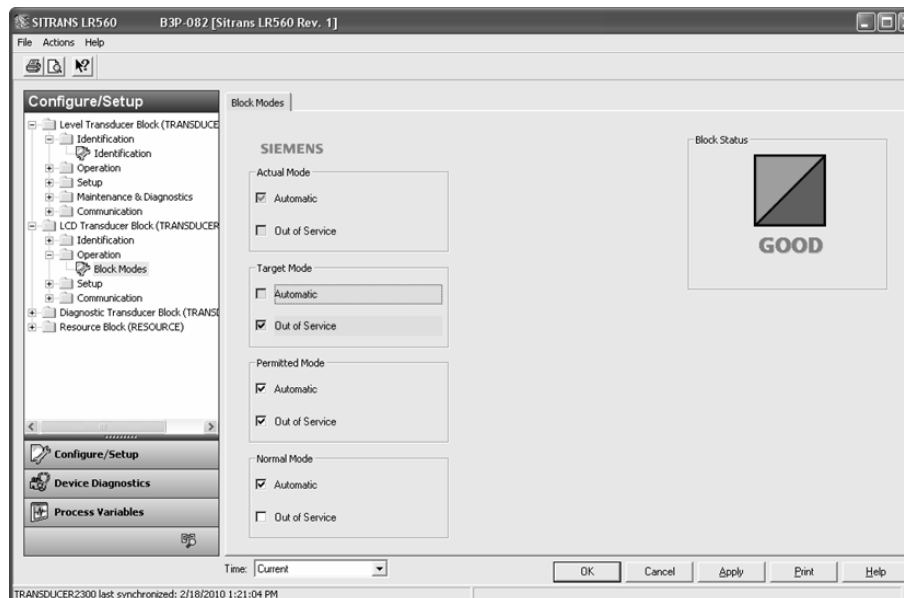 SITRANS LR560 B3P-082 [Sitrans LR560 Rev. 1]
File Actions Help
Configure/Setup
Level Transducer Block (TRANSDUCE
Identification
Identification
Operation
Setup
Maintenance & Diagnostics
Communication
LCD Transducer Block (TRANSDUCER
Identification
Operation
Block Modes
Setup
Communication
Diagnostic Transducer Block (TRANSI
Resource Block (RESOURCE)
Configure/Setup
Device Diagnostics
Process Variables
Block Modes
SIEMENS
Actual Mode
Automatic
Out of Service
Target Mode
Automatic
Out of Service
Permitted Mode
Automatic
Out of Service
Normal Mode
Automatic
Out of Service
Block Status
GOOD
Time: Current
OK Cancel Apply Print Help
TRANSDUCER2300 last synchronized: 2/18/2010 1:21:04 PM